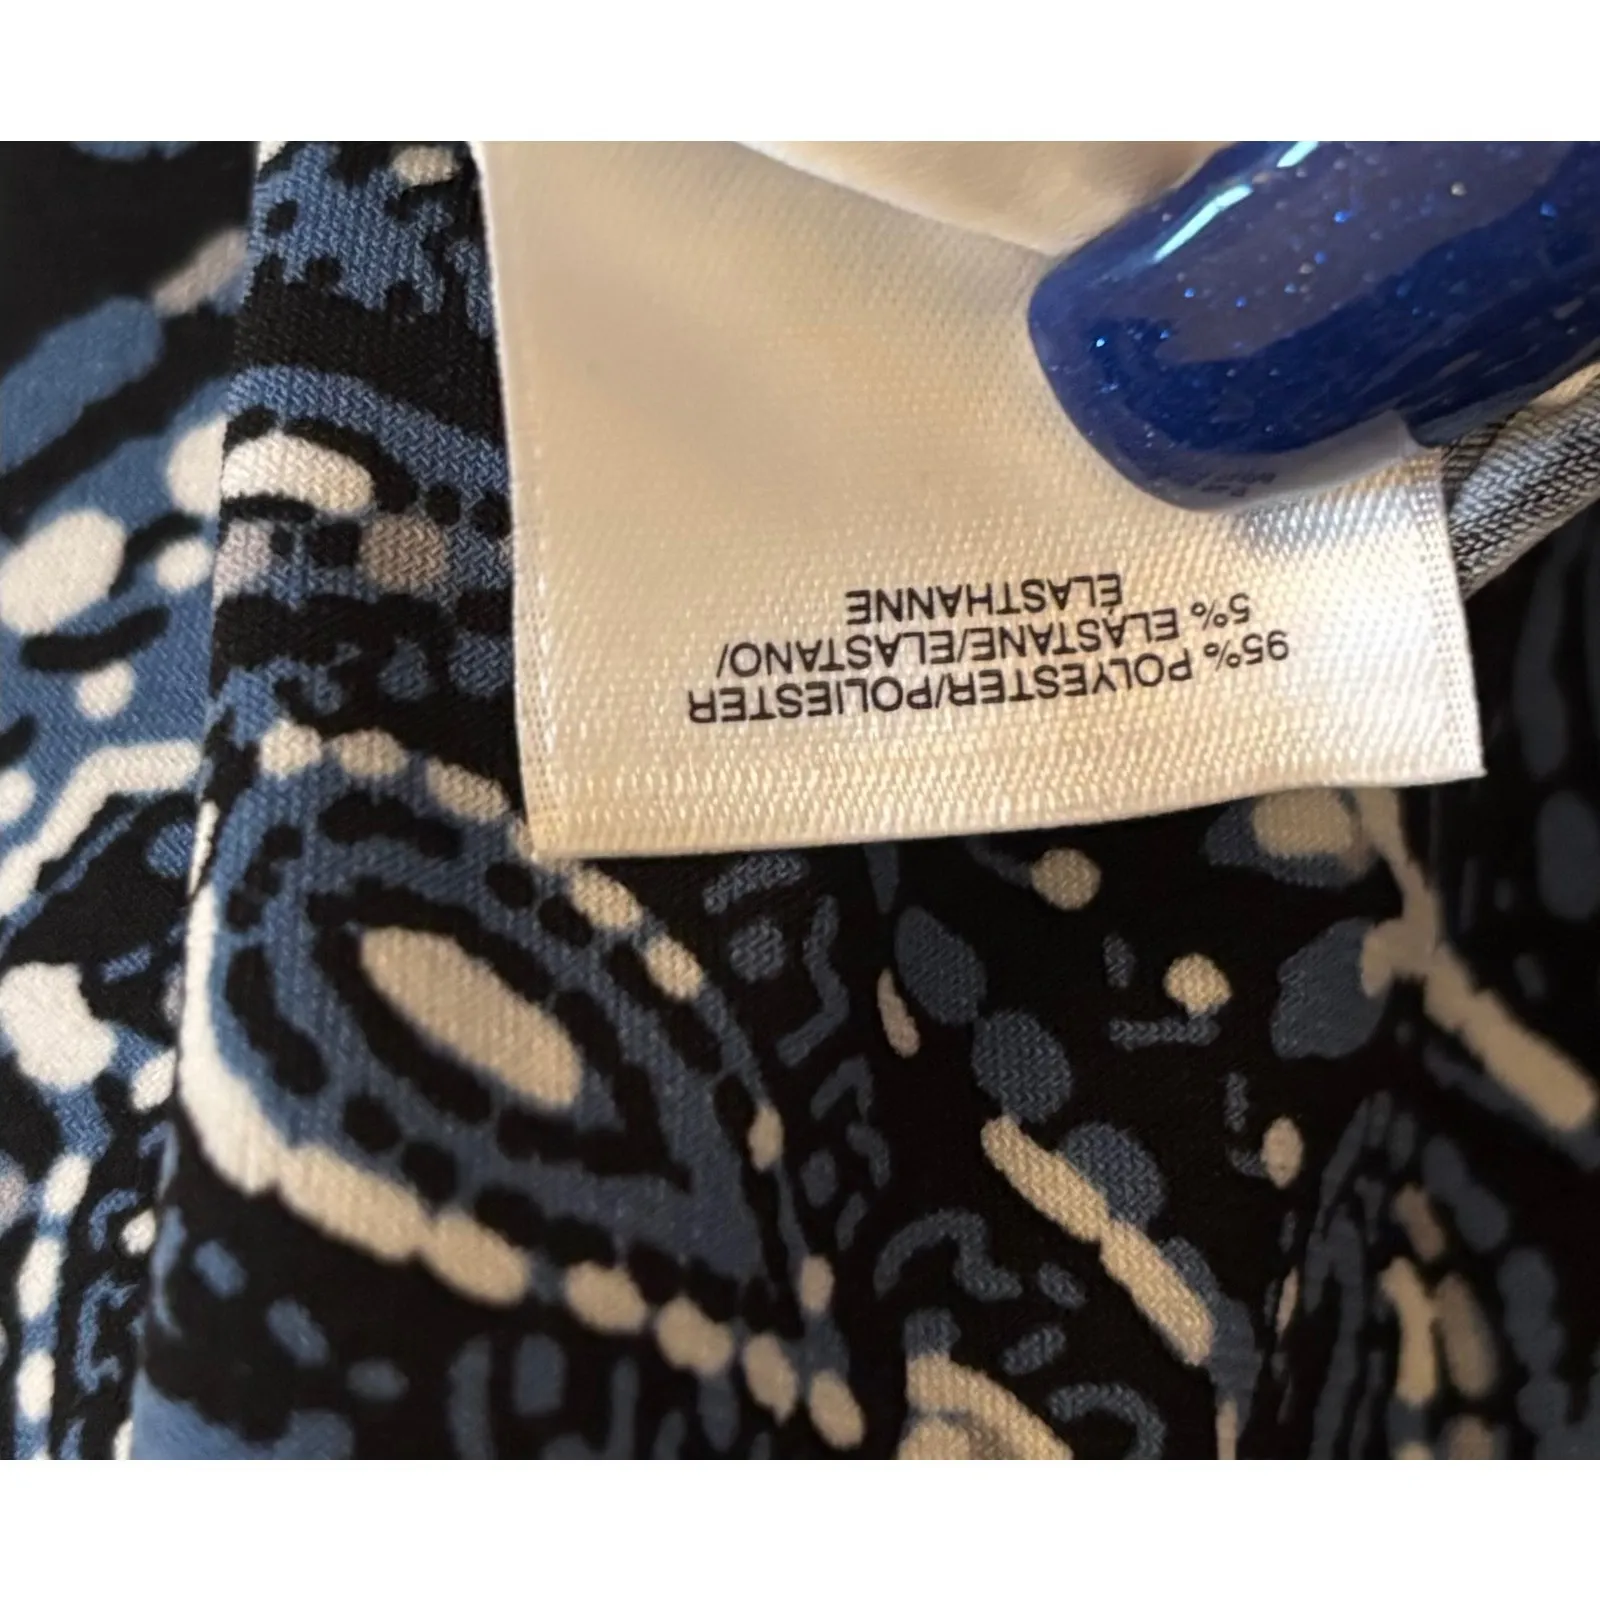 95% POLYESTER/POLIESTER
5% ELASTANE/ELASTANO/
ÉLASTHANNE